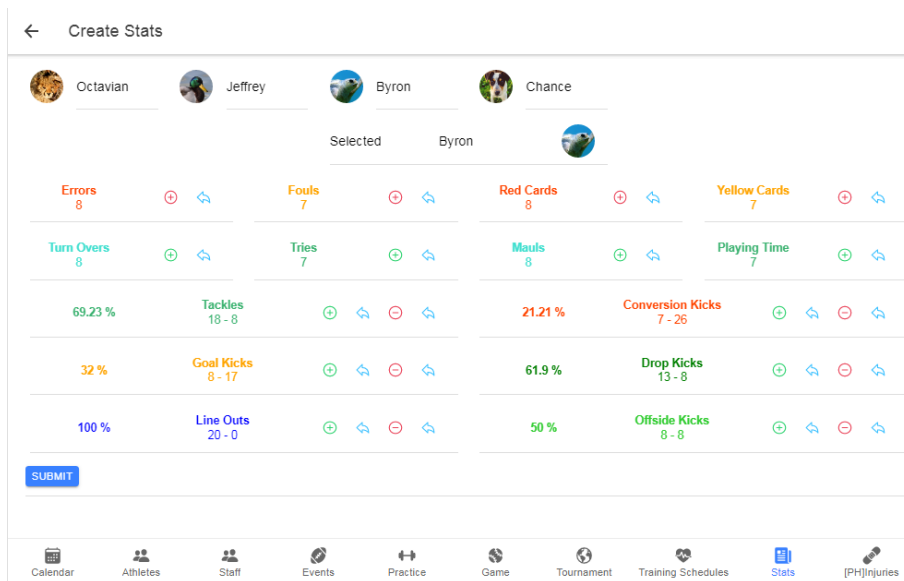 Create Stats
Octavian Jeffrey Byron Chance
Selected Byron
Errors Fouls Red Cards Yellow Cards
8 7 8 7
Turn Overs Tries Mauls Playing Time
8 7 8 7
69.23 % Tackles 21.21 % Conversion Kicks
18 - 8 7 - 26
32 % Goal Kicks 61.9 % Drop Kicks
8 - 17 13 - 8
100 % Line Outs 50 % Offside Kicks
20 - 0 8 - 8
SUBMIT
Calendar Athletes Staff Events Practice Game Tournament Training Schedules Stats [PH]Injuries